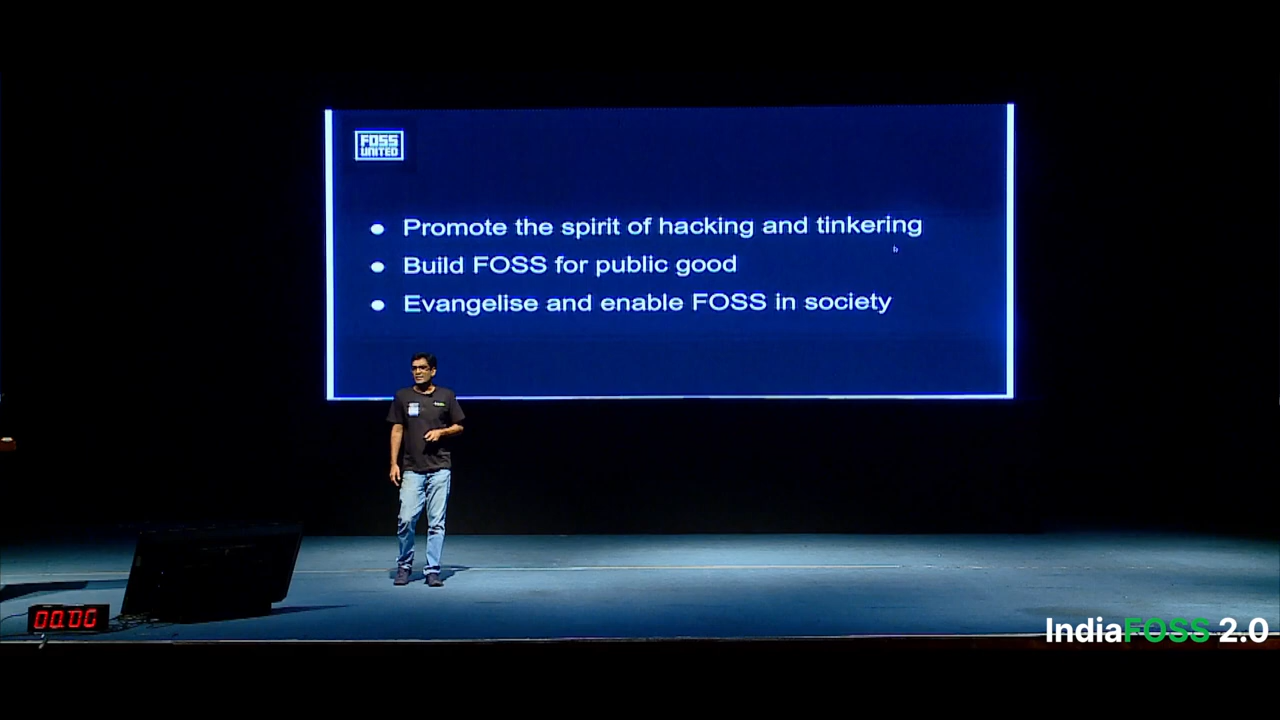 FOSS
UNITED
Promote the spirit of hacking and tinkering
Build FOSS for public good
Evangelise and enable FOSS in society
IndiaFOSS 2.0